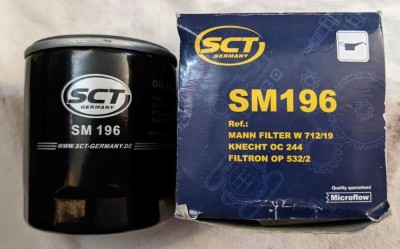 SCT
GERMANY
SM 196
WWW.SCT-GERMANY.DE
SCT
GERMANY
SM196
Ref.:
MANN FILTER W 712/19
KNECHT OC 244
FILTRON OP 532/2
Quality guaranteed
Microflow